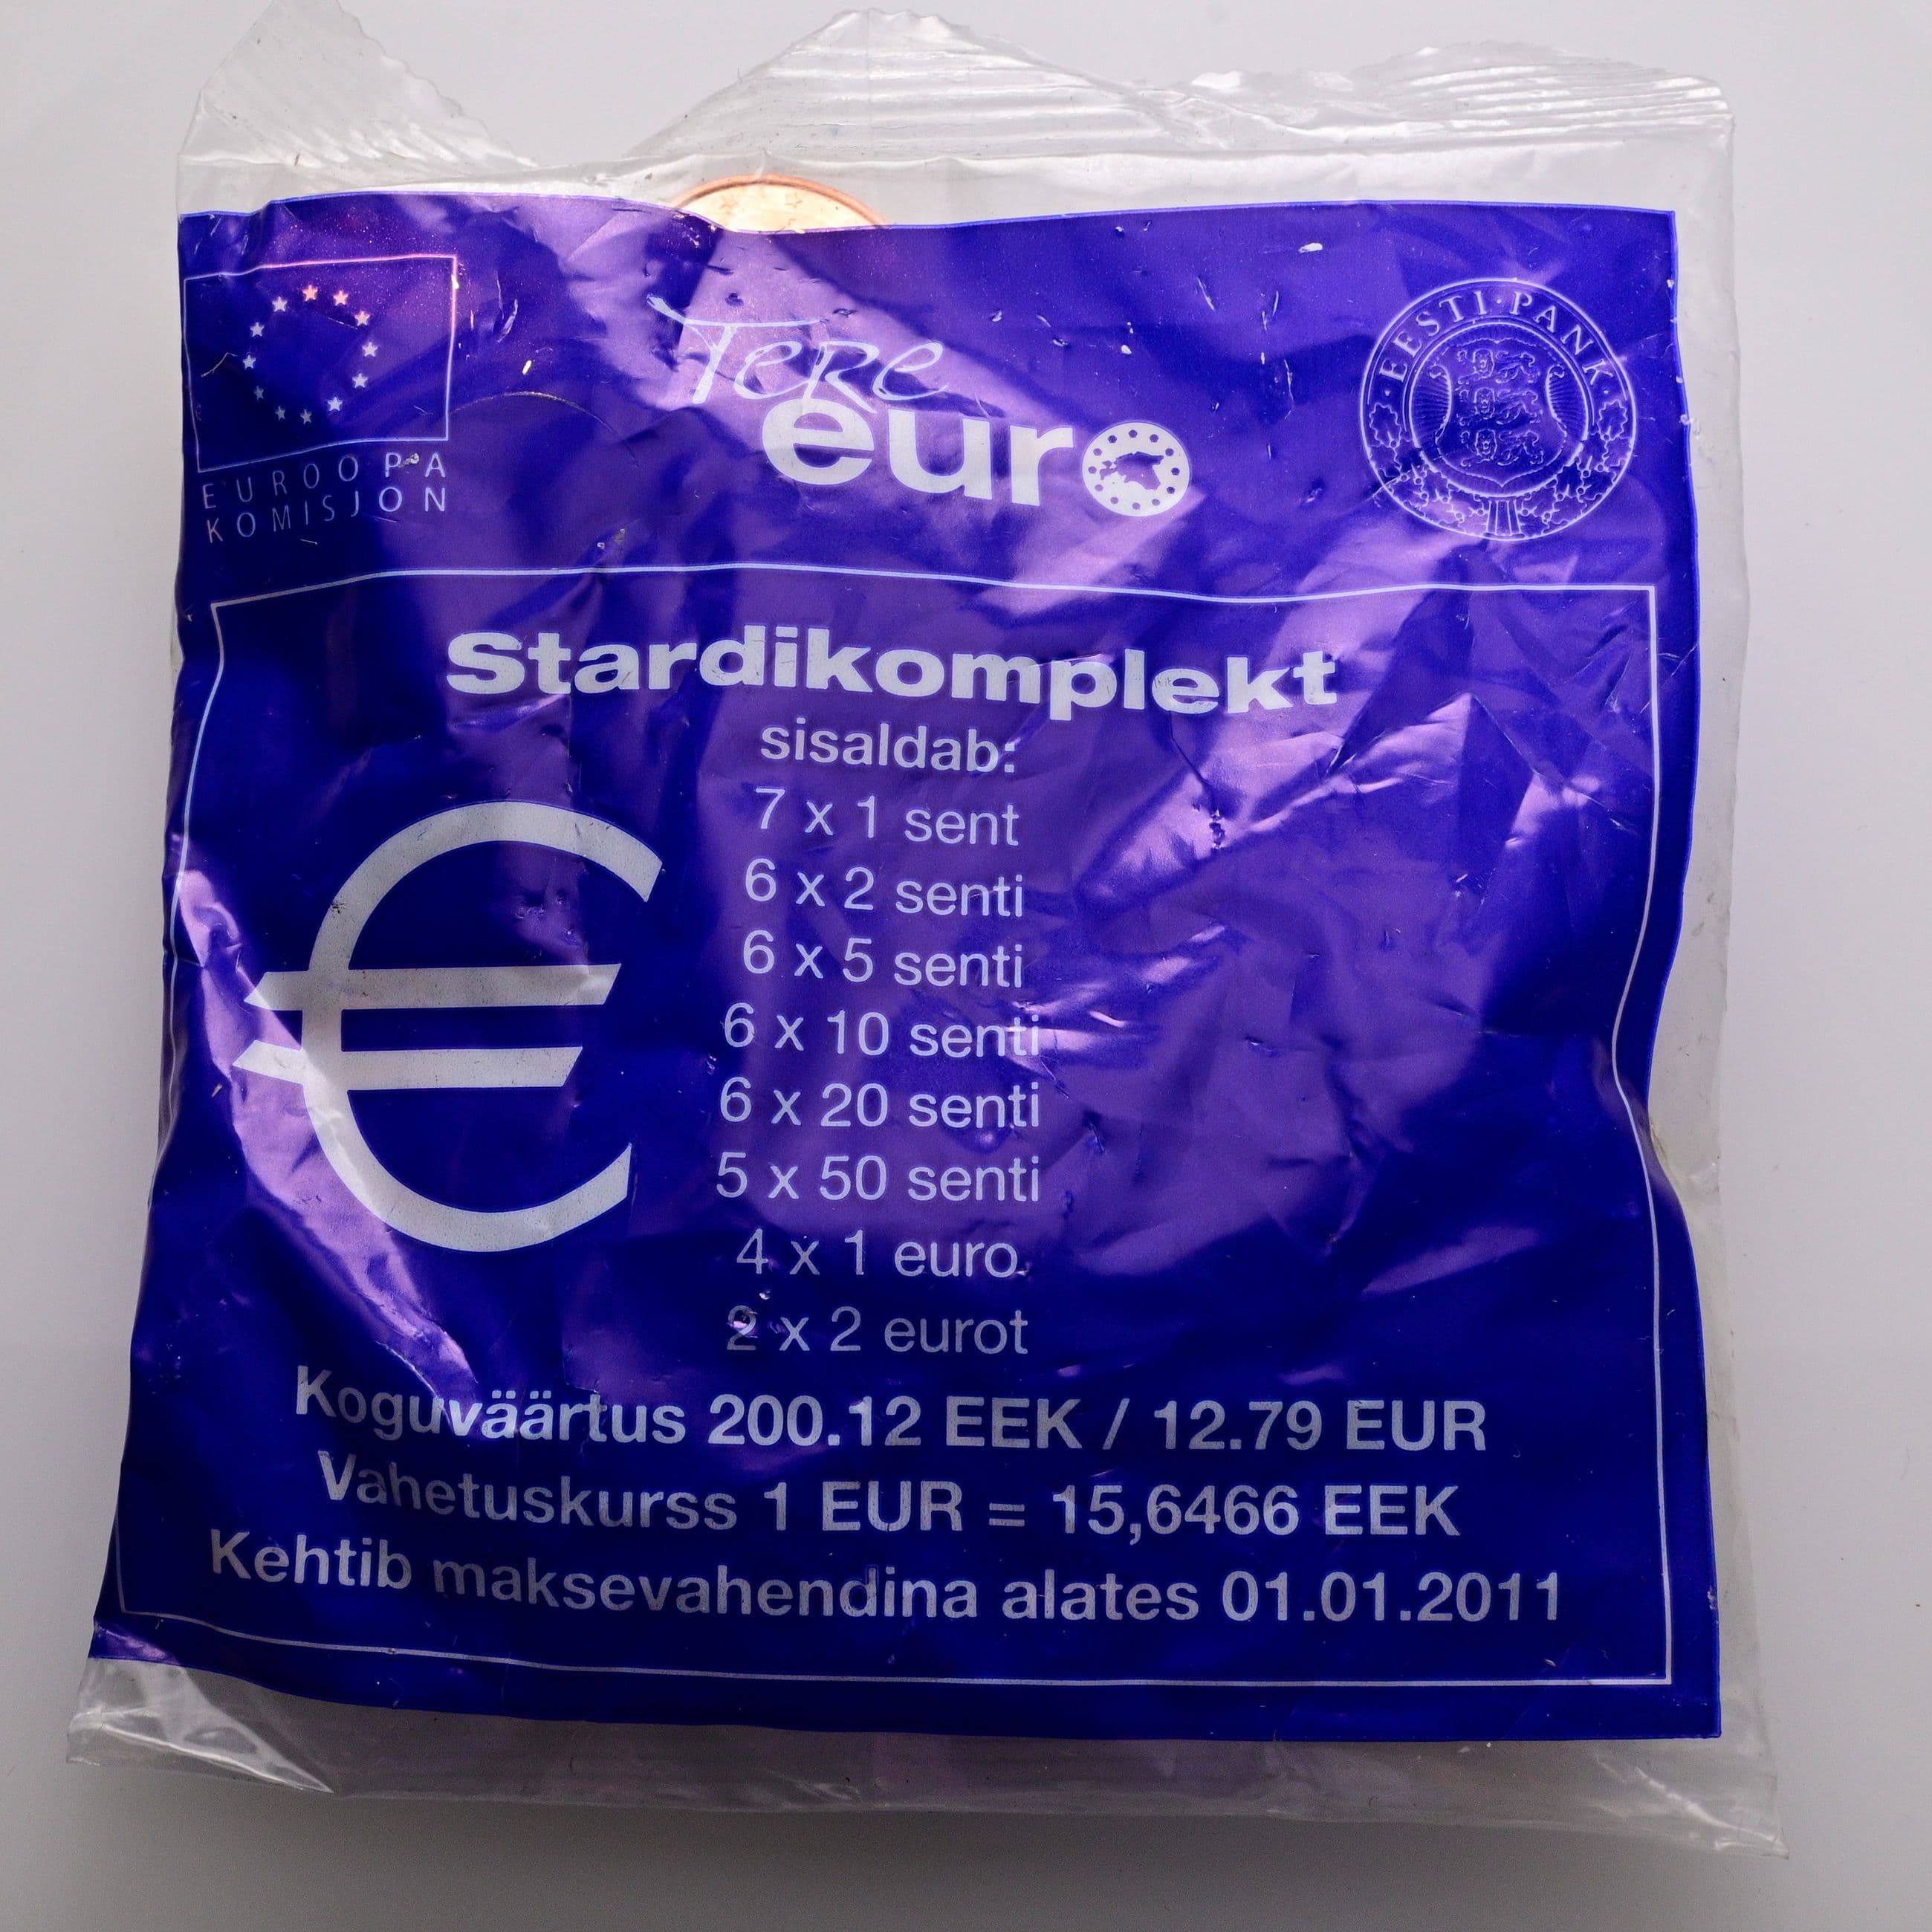 EUROOPA
KOMISJON
Tere
euro
EESTI·PANK
Stardikomplekt
sisaldab:
7 x 1 sent
6 x 2 senti
6 x 5 senti
6 x 10 senti
6 x 20 senti
5 x 50 senti
4 x 1 euro
2 x 2 eurot
€
Koguväärtus 200.12 EEK / 12.79 EUR
Vahetuskurss 1 EUR = 15,6466 EEK
Kehtib maksevahendina alates 01.01.2011